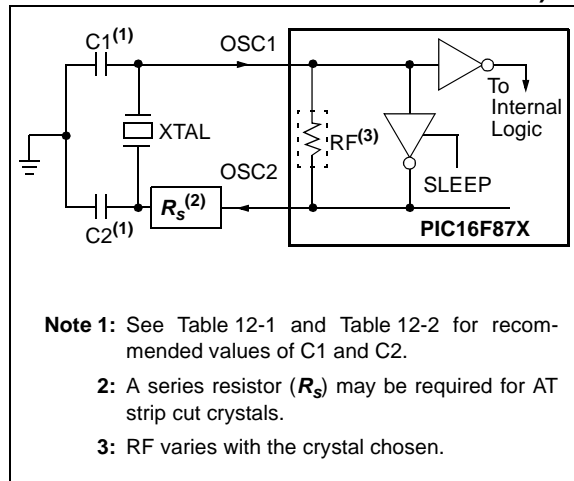 C1(1)
OSC1
To
Internal
Logic
XTAL
RF(3)
OSC2
SLEEP
Rs(2)
C2(1)
PIC16F87X
Note 1: See Table 12-1 and Table 12-2 for recom-
mended values of C1 and C2.
2: A series resistor (Rs) may be required for AT
strip cut crystals.
3: RF varies with the crystal chosen.